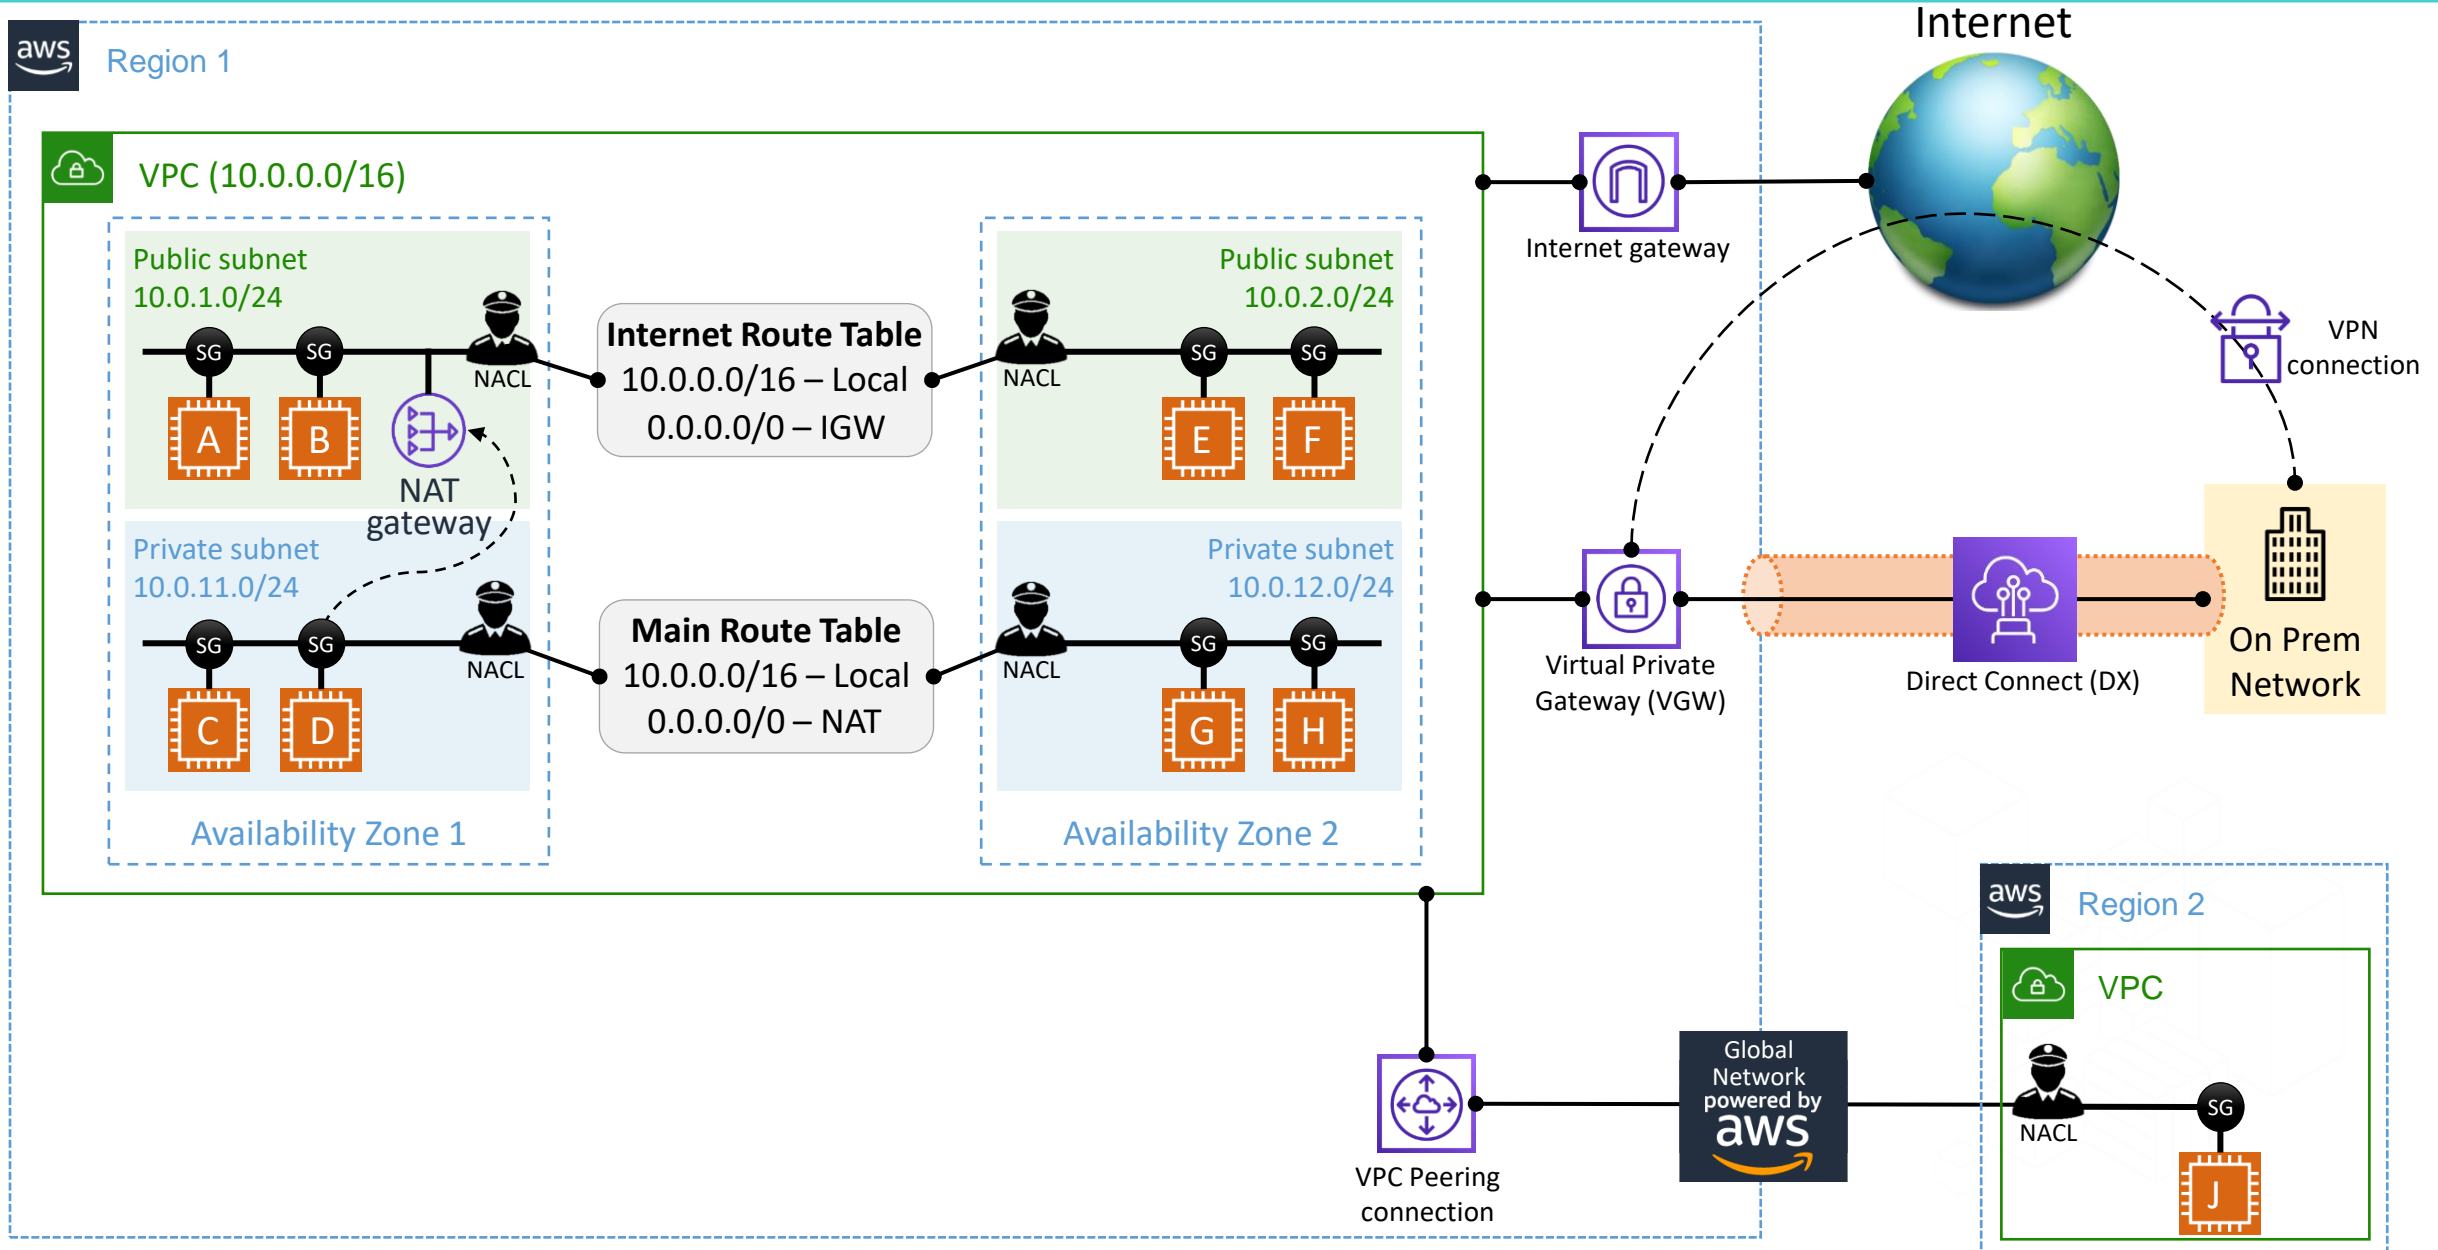 Internet
aws
Region 1
VPC (10.0.0.0/16)
Public subnet
10.0.1.0/24
SG
SG
NACL
A
B
NAT
gateway
Internet Route Table
10.0.0.0/16 – Local
0.0.0.0/0 – IGW
Public subnet
10.0.2.0/24
NACL
SG
SG
E
F
Internet gateway
VPN
connection
Private subnet
10.0.11.0/24
SG
SG
NACL
C
D
Main Route Table
10.0.0.0/16 – Local
0.0.0.0/0 – NAT
Private subnet
10.0.12.0/24
NACL
SG
SG
G
H
Availability Zone 1
Availability Zone 2
Virtual Private
Gateway (VGW)
Direct Connect (DX)
On Prem
Network
aws
Region 2
VPC
NACL
SG
J
Global
Network
powered by
aws
VPC Peering
connection